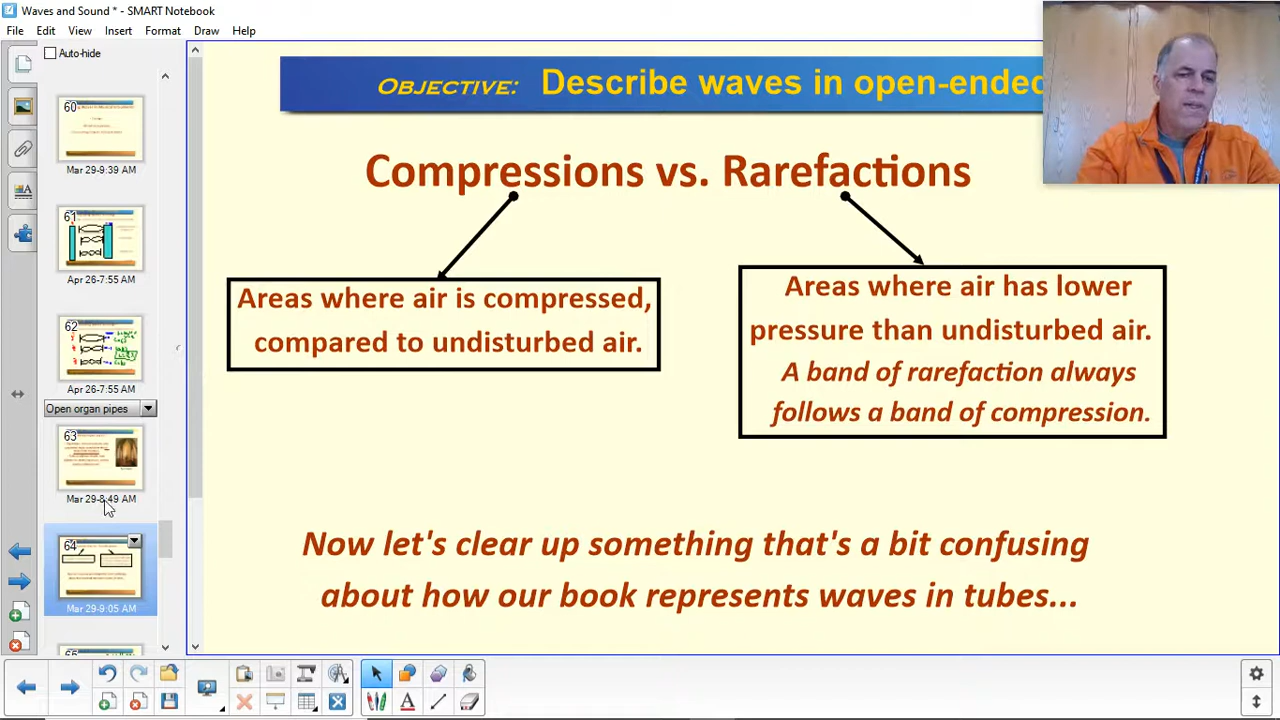 Waves and Sound * - SMART Notebook
File Edit View Insert Format Draw Help
Auto-hide
60
Mar 29-9:39 AM
61
Apr 26-7:55 AM
62
Apr 26-7:55 AM
Open organ pipes
63
Mar 29-8:49 AM
64
Mar 29-9:05 AM
OBJECTIVE: Describe waves in open-ended
Compressions vs. Rarefactions
Areas where air is compressed,
compared to undisturbed air.
Areas where air has lower
pressure than undisturbed air.
A band of rarefaction always
follows a band of compression.
Now let's clear up something that's a bit confusing
about how our book represents waves in tubes...